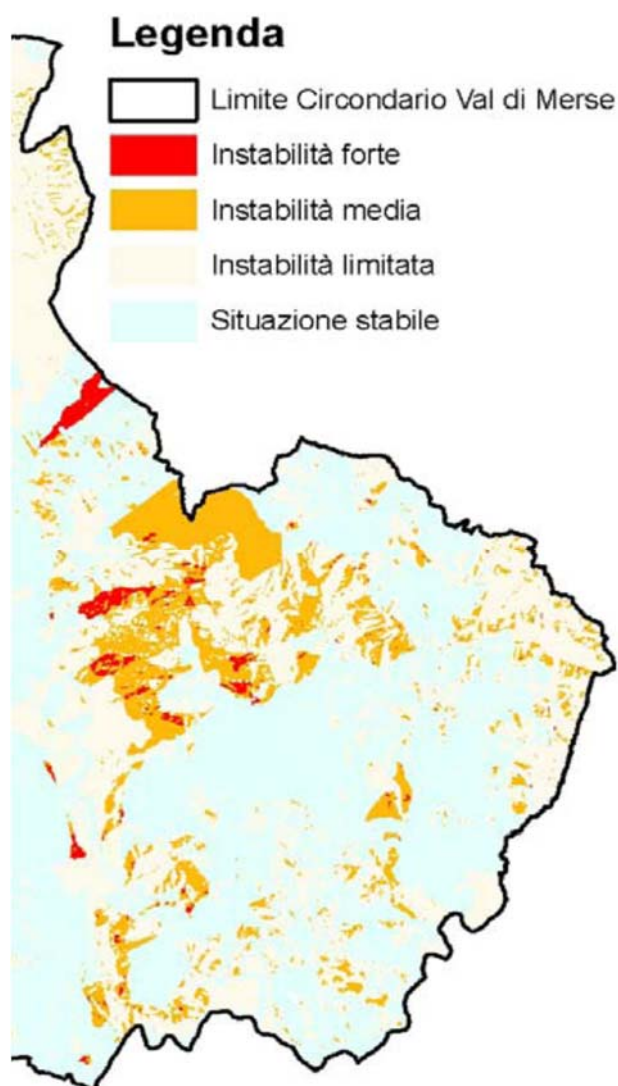 Legenda
Limite Circondario Val di Merse
Instabilità forte
Instabilità media
Instabilità limitata
Situazione stabile